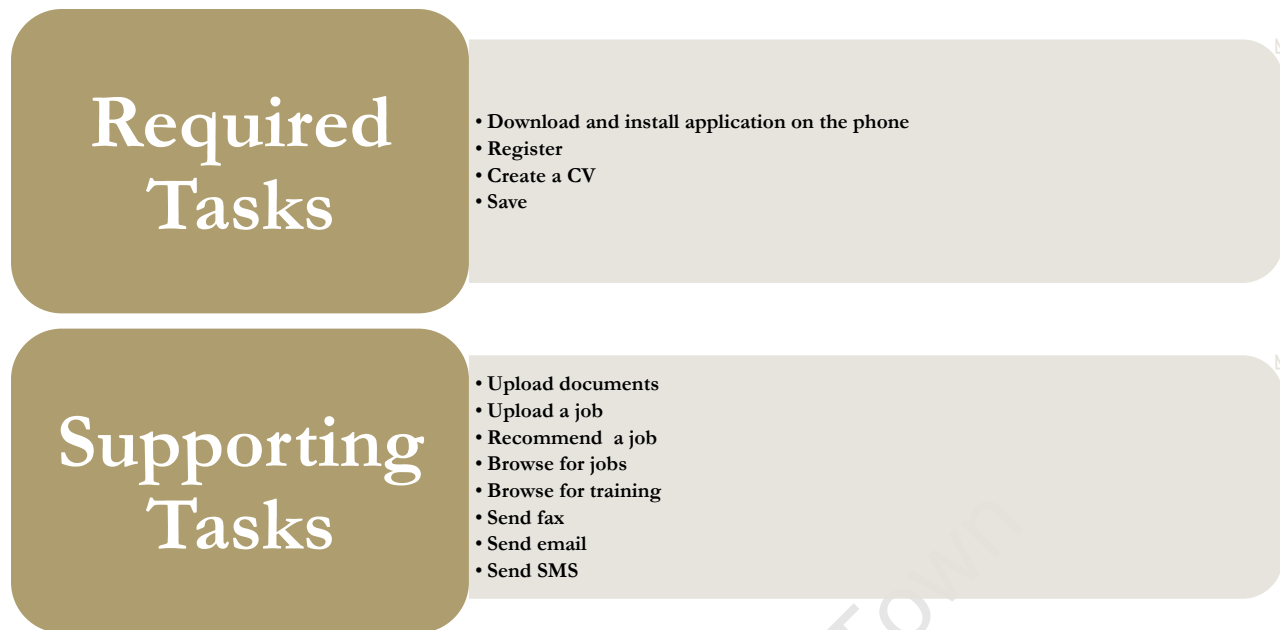 Required
Tasks
• Download and install application on the phone
• Register
• Create a CV
• Save
Supporting
Tasks
• Upload documents
• Upload a job
• Recommend  a job
• Browse for jobs
• Browse for training
• Send fax
• Send email
• Send SMS
Town